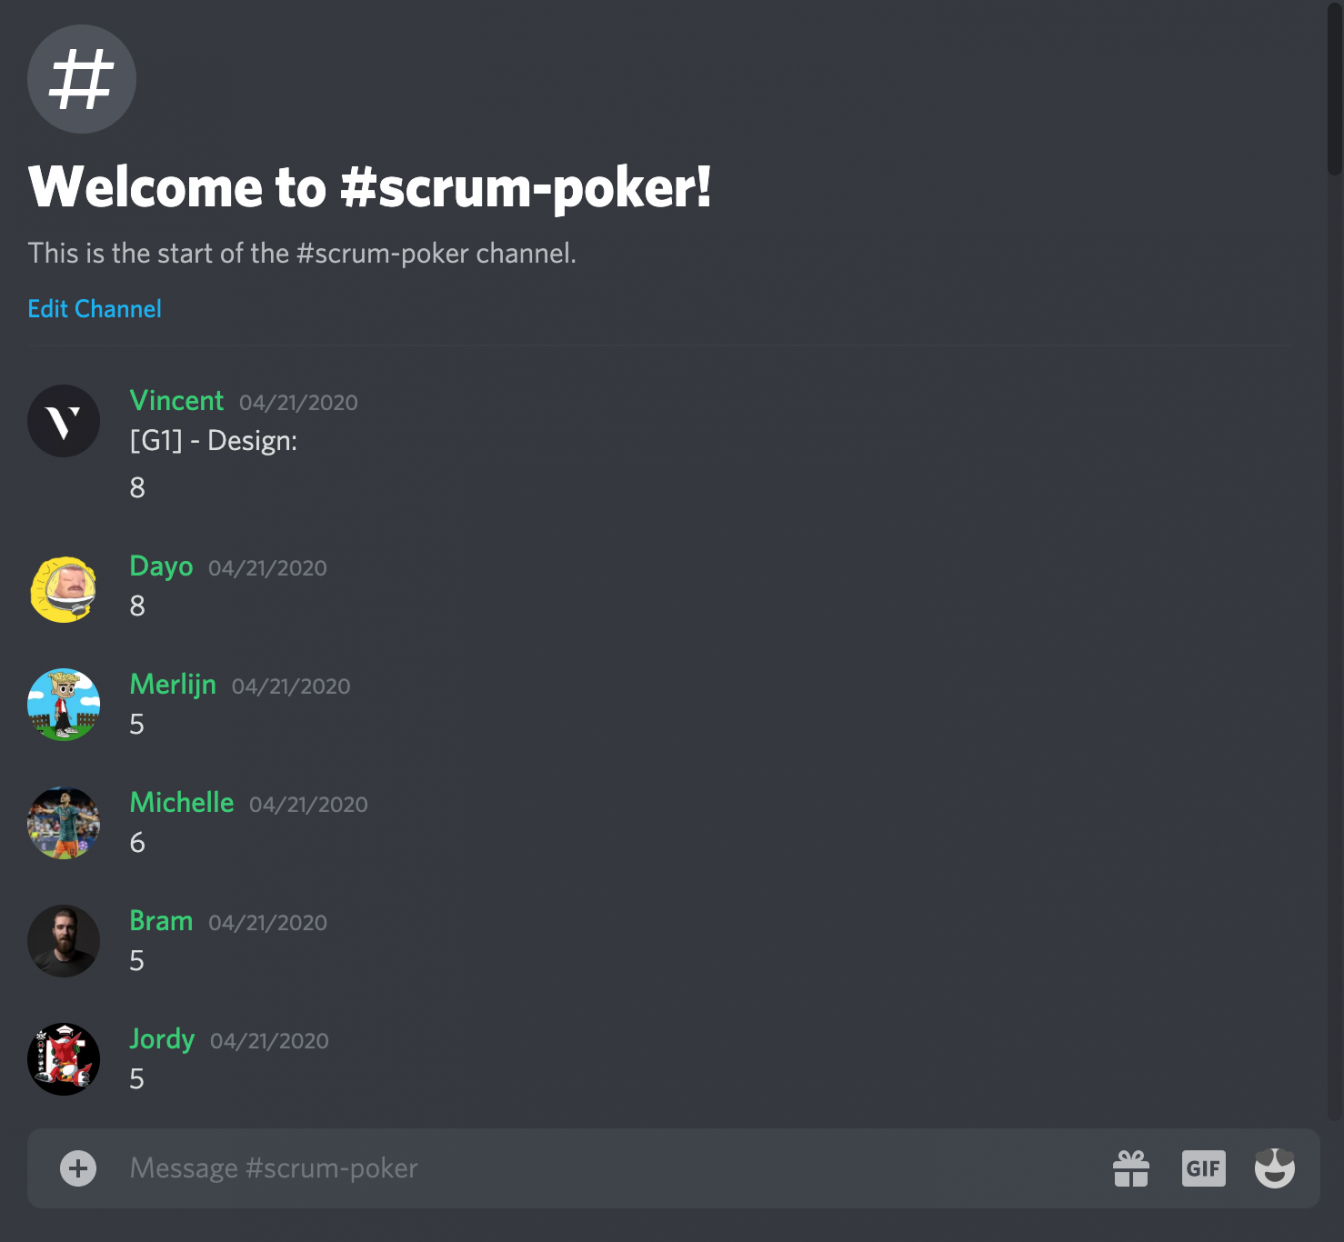 #
Welcome to #scrum-poker!
This is the start of the #scrum-poker channel.
Edit Channel
Vincent 04/21/2020
[G1] - Design:
8
Dayo 04/21/2020
8
Merlijn 04/21/2020
5
Michelle 04/21/2020
6
Bram 04/21/2020
5
Jordy 04/21/2020
5
Message #scrum-poker
GIF